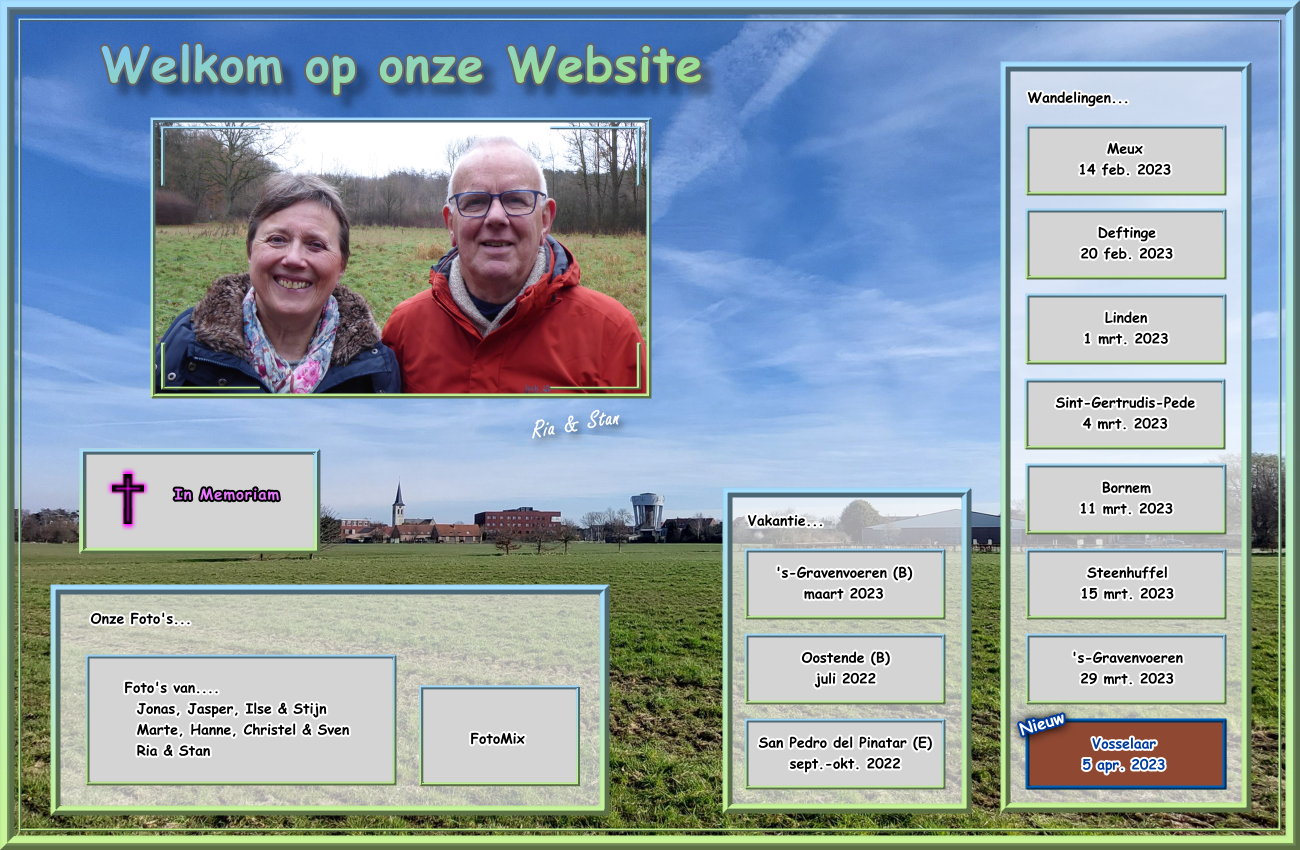 Welkom op onze Website
Ria & Stan
In Memoriam
Onze Foto's...
Foto's van....
Jonas, Jasper, Ilse & Stijn
Marte, Hanne, Christel & Sven
Ria & Stan
FotoMix
Vakantie...
's-Gravenvoeren (B)
maart 2023
Oostende (B)
juli 2022
San Pedro del Pinatar (E)
sept.-okt. 2022
Wandelingen...
Meux
14 feb. 2023
Deftinge
20 feb. 2023
Linden
1 mrt. 2023
Sint-Gertrudis-Pede
4 mrt. 2023
Bornem
11 mrt. 2023
Steenhuffel
15 mrt. 2023
's-Gravenvoeren
29 mrt. 2023
Nieuw
Vosselaar
5 apr. 2023